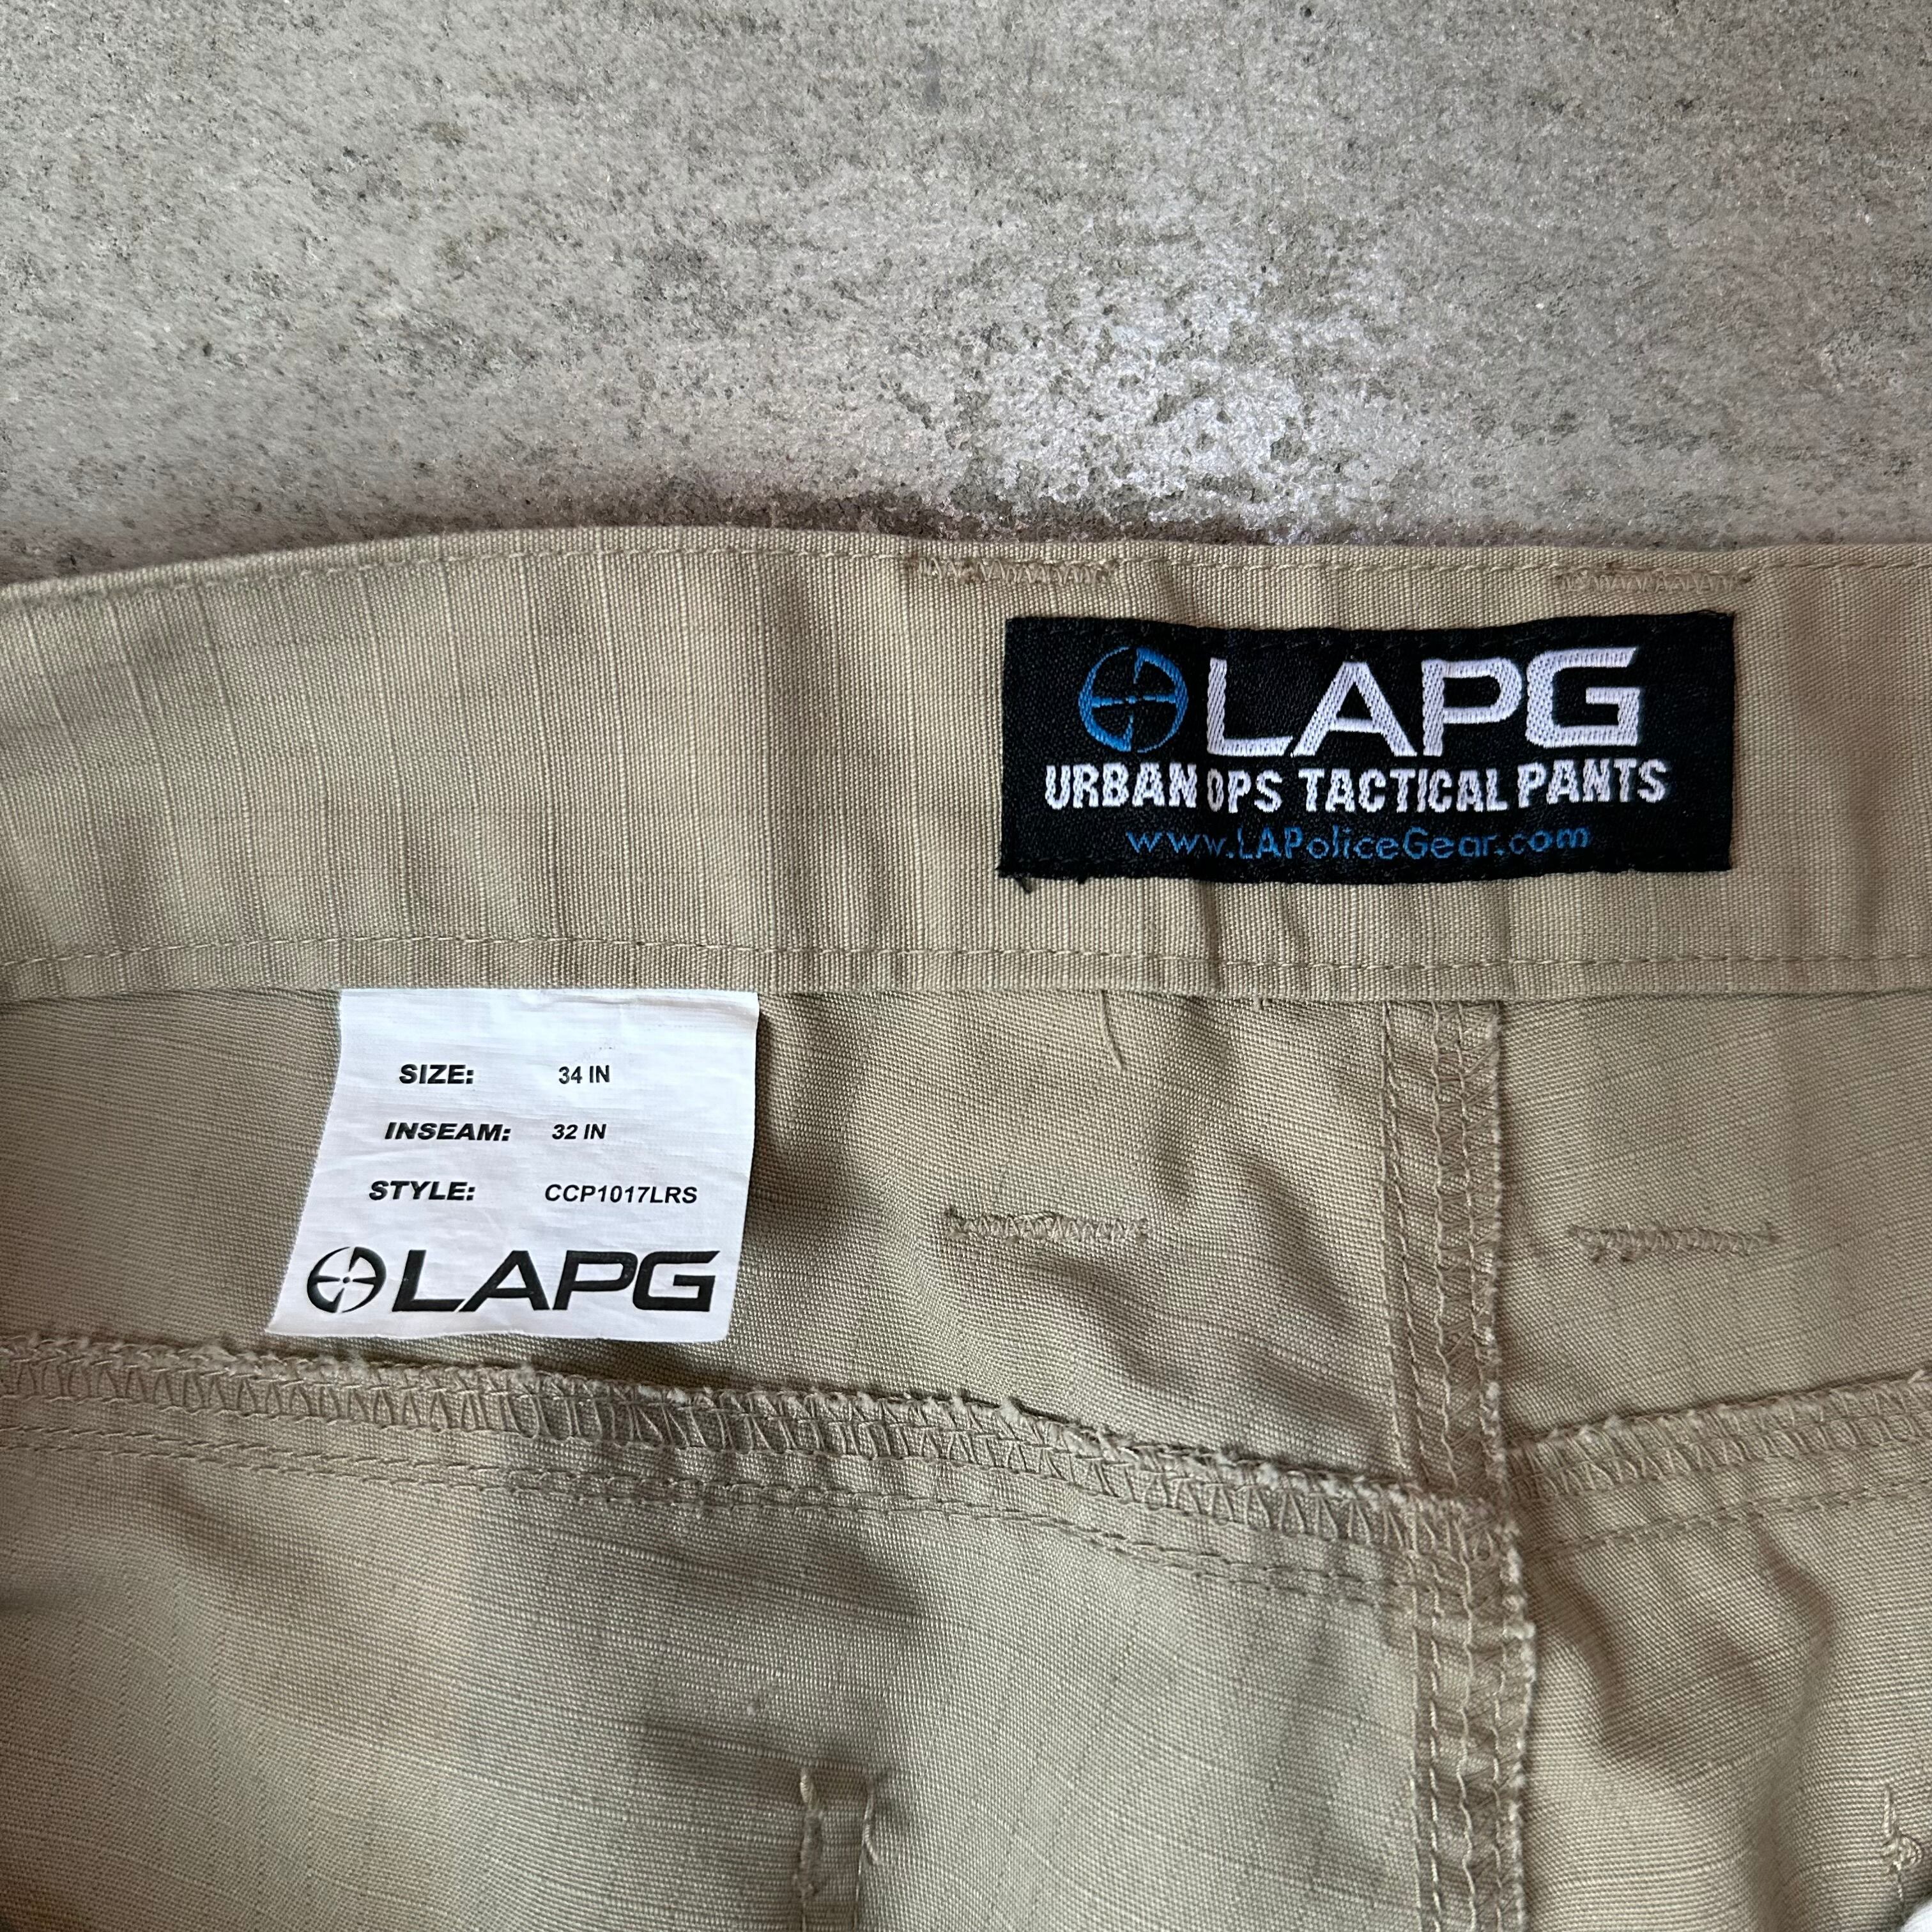 LAPG
URBAN OPS TACTICAL PANTS
www.LAPoliceGear.com
SIZE: 34 IN
INSEAM: 32 IN
STYLE: CCP1017LRS
LAPG